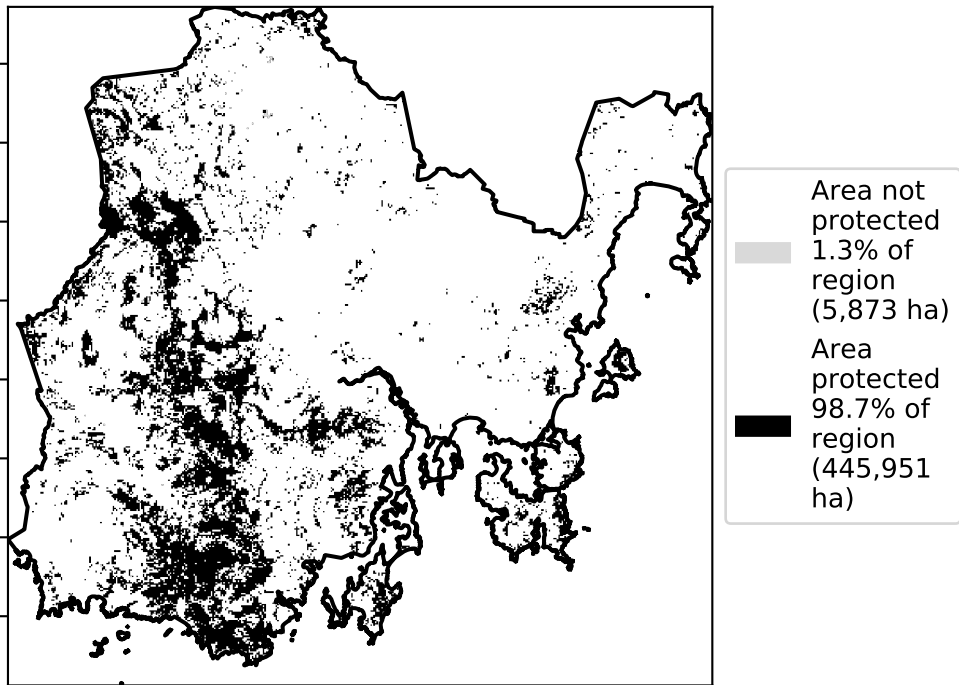 Area not
protected
1.3% of
region
(5,873 ha)
Area
protected
98.7% of
region
(445,951
ha)